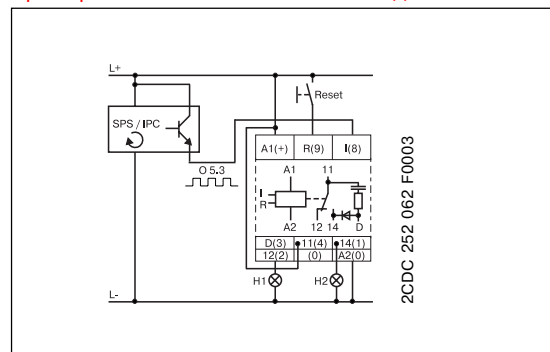 L+
Reset
SPS / IPC
A1(+) R(9) I(8)
O 5.3
A1 11
I
R
A2 12 14 D
D(3) 11(4) 14(1)
12(2) (0) A2(0)
H1 H2
L-
2CDC 252 062 F0003